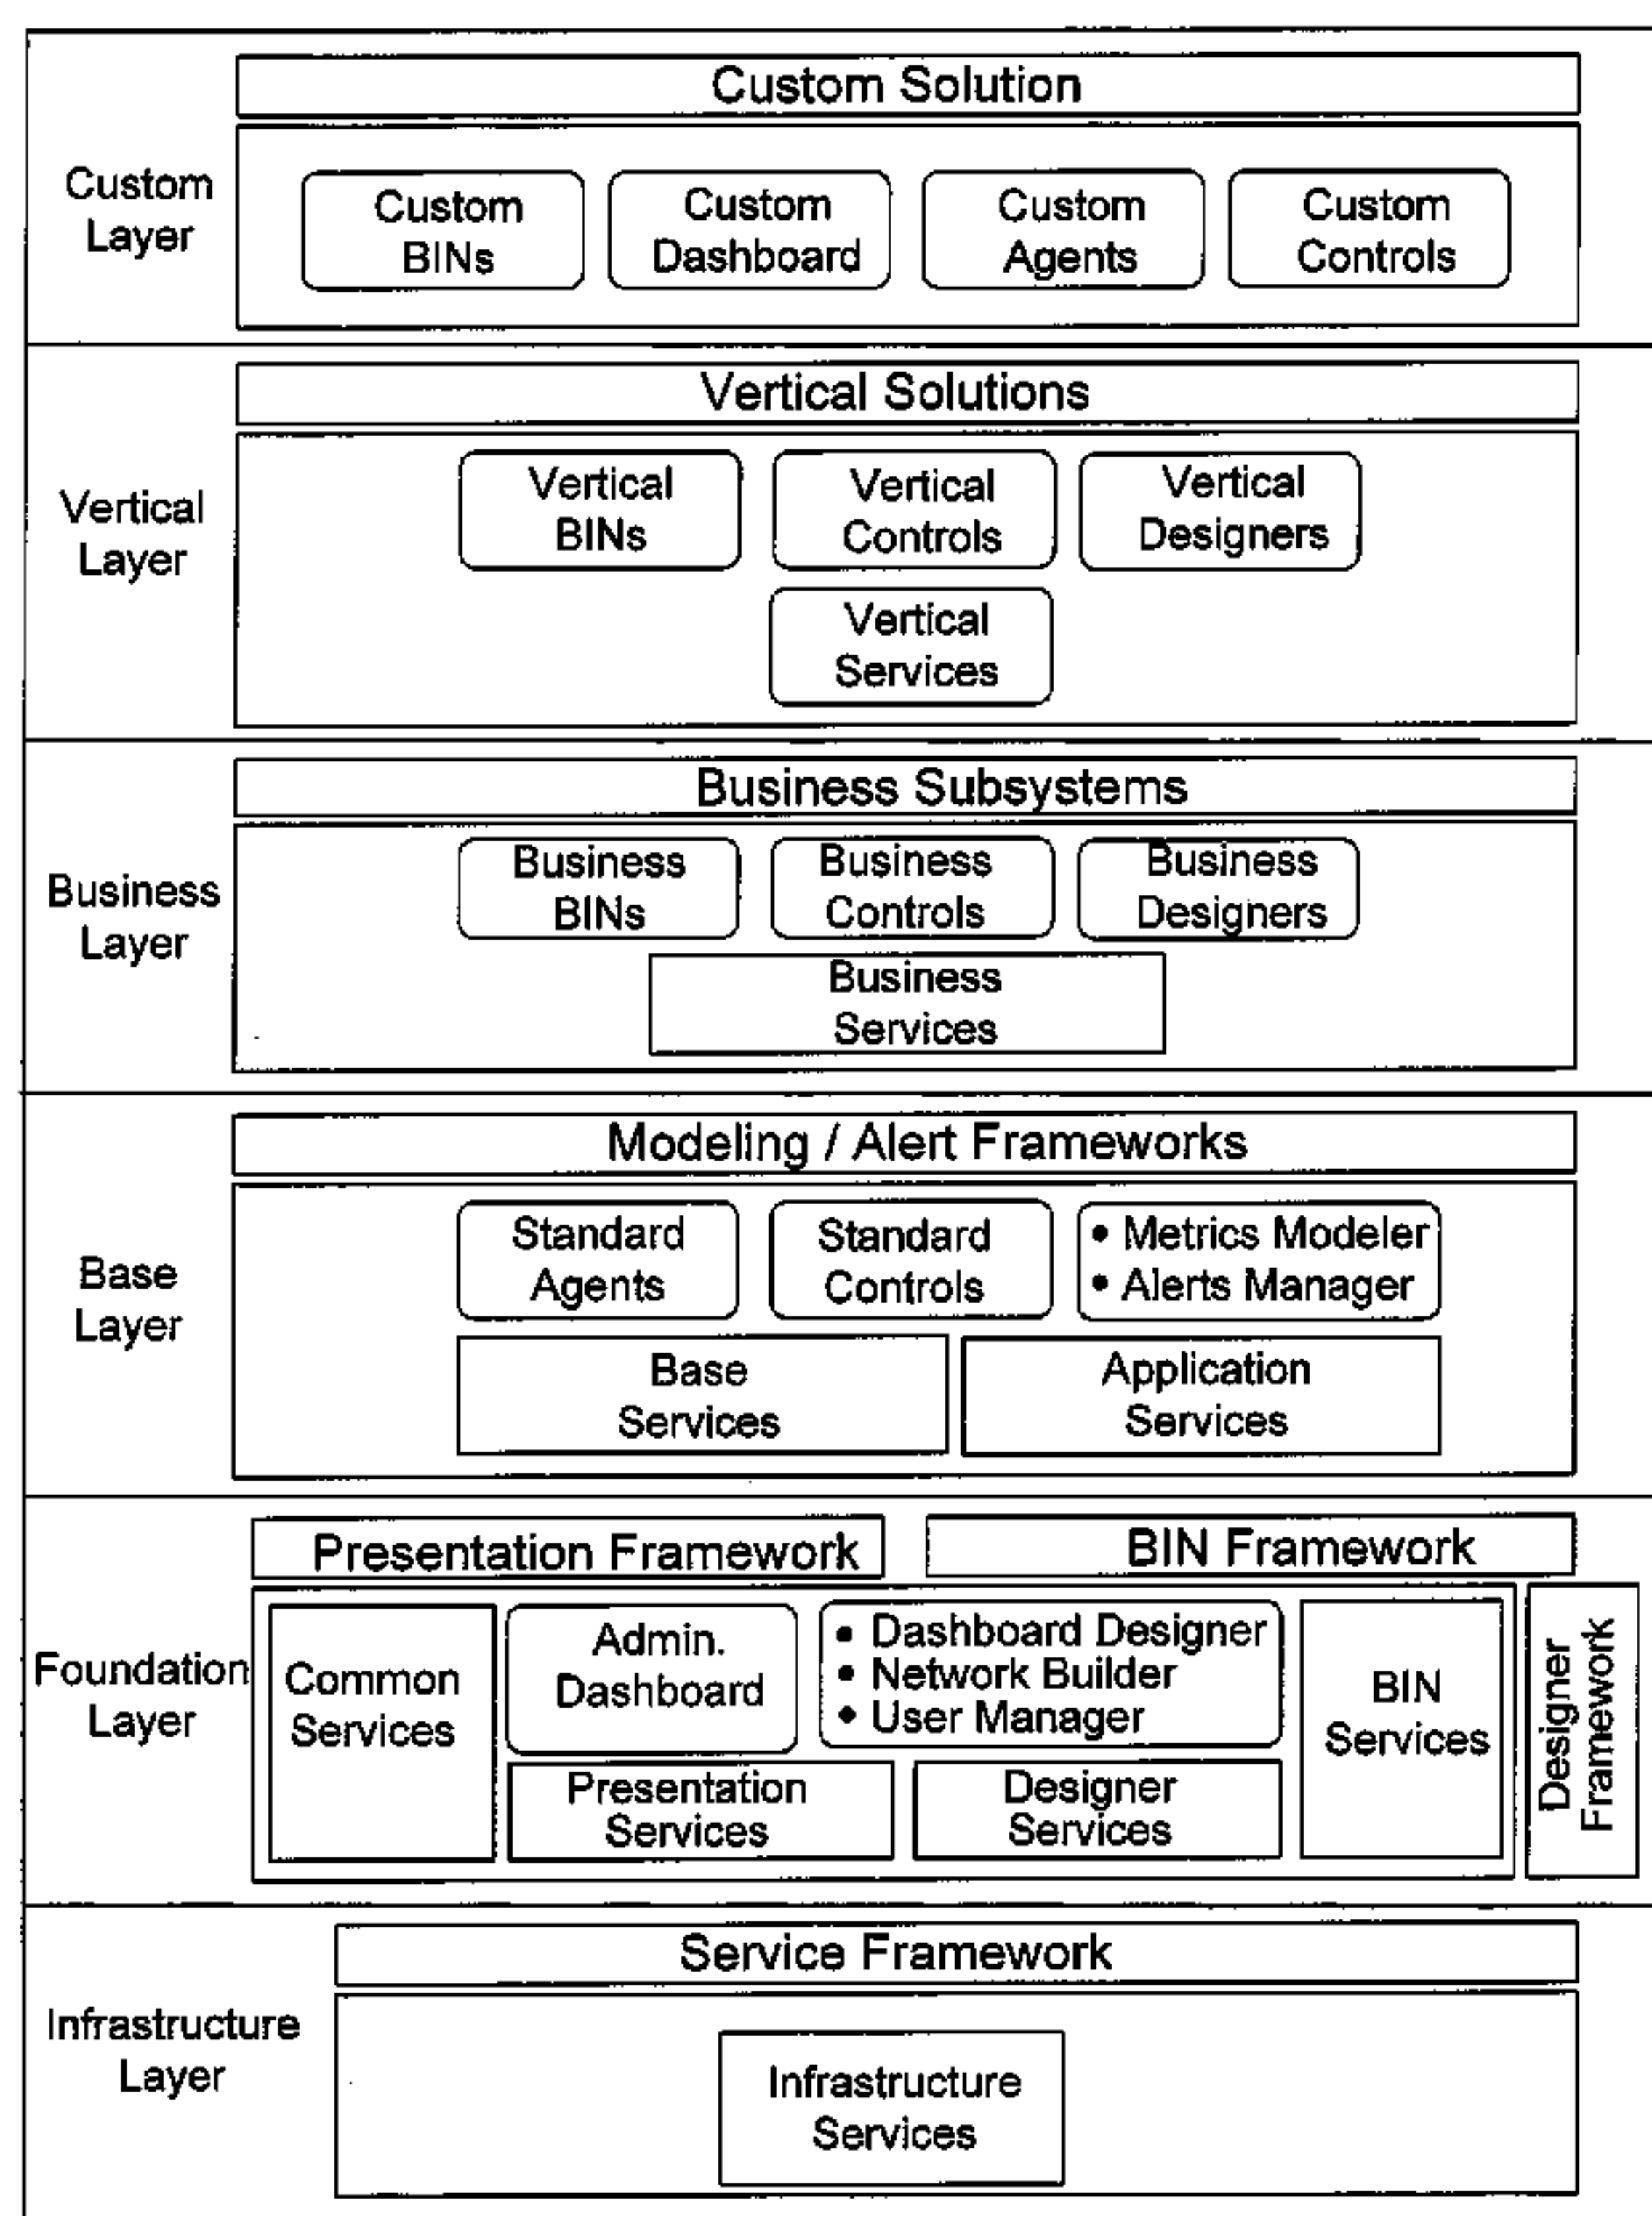 Custom Solution
Custom
Layer
Custom
BINs
Custom
Dashboard
Custom
Agents
Custom
Controls
Vertical Solutions
Vertical
Layer
Vertical
BINs
Vertical
Controls
Vertical
Designers
Vertical
Services
Business Subsystems
Business
Layer
Business
BINs
Business
Controls
Business
Designers
Business
Services
Modeling / Alert Frameworks
Base
Layer
Standard
Agents
Standard
Controls
• Metrics Modeler
• Alerts Manager
Base
Services
Application
Services
Presentation Framework
BIN Framework
Foundation
Layer
Common
Services
Admin.
Dashboard
• Dashboard Designer
• Network Builder
• User Manager
Presentation
Services
Designer
Services
BIN
Services
Designer
Framework
Service Framework
Infrastructure
Layer
Infrastructure
Services